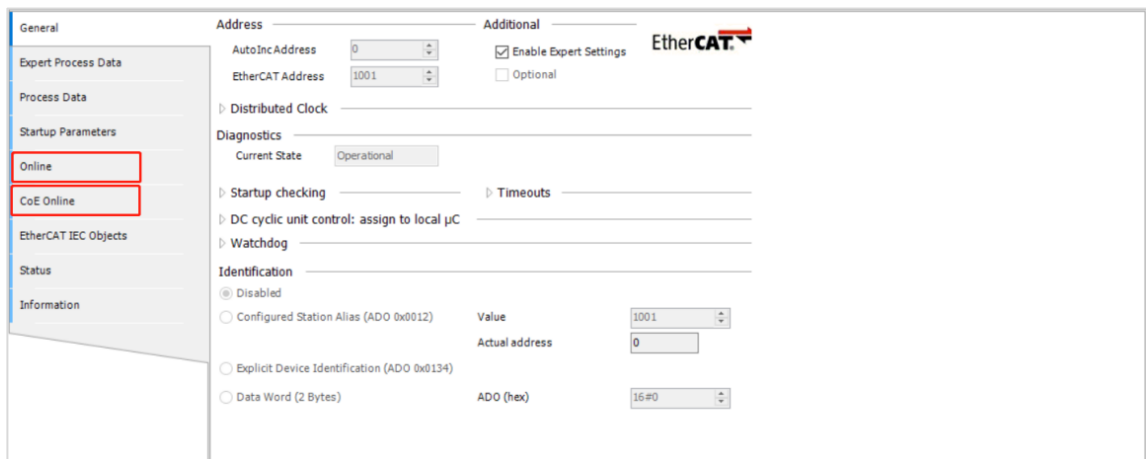 General
Expert Process Data
Process Data
Startup Parameters
Online
CoE Online
EtherCAT IEC Objects
Status
Information
Address
AutoInc Address 0
EtherCAT Address 1001
Additional
Enable Expert Settings
Optional
EtherCAT.
Distributed Clock
Diagnostics
Current State Operational
Startup checking
Timeouts
DC cyclic unit control: assign to local µC
Watchdog
Identification
Disabled
Configured Station Alias (ADO 0x0012) Value 1001
Actual address 0
Explicit Device Identification (ADO 0x0134)
Data Word (2 Bytes) ADO (hex) 16#0